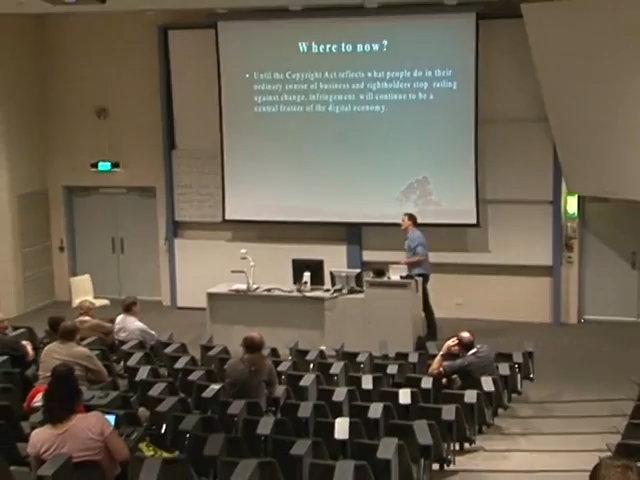 Where to now?
• Until the Copyright Act reflects what people do in their
ordinary course of business and rightholders stop railing
against change, infringement will continue to be a
central feature of the digital economy.